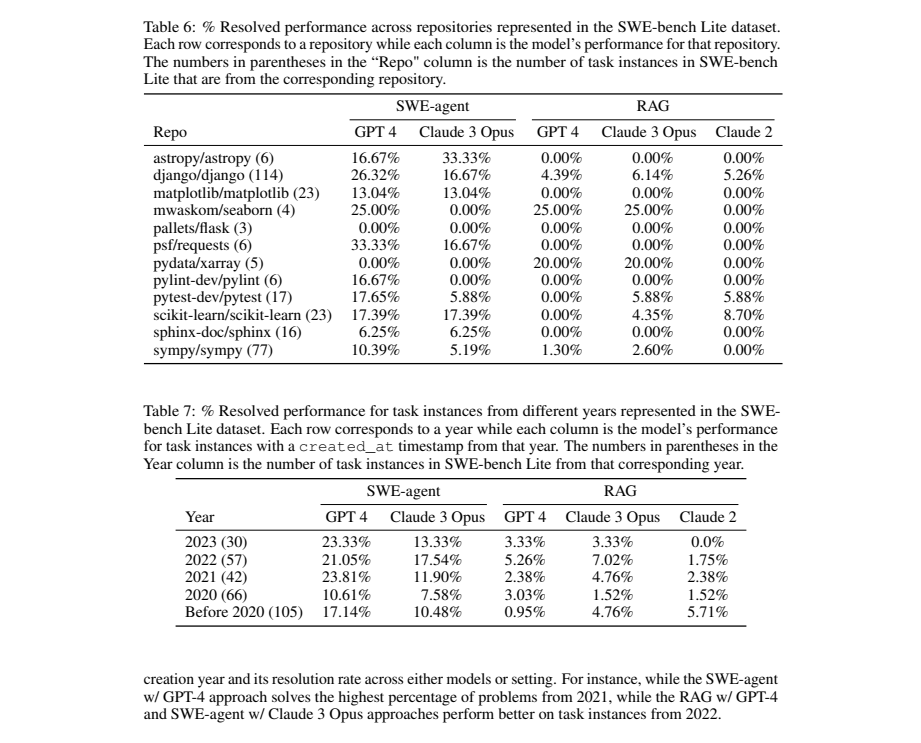 Table 6: % Resolved performance across repositories represented in the SWE-bench Lite dataset.
Each row corresponds to a repository while each column is the model's performance for that repository.
The numbers in parentheses in the “Repo" column is the number of task instances in SWE-bench
Lite that are from the corresponding repository.
SWE-agent RAG
Repo GPT 4 Claude 3 Opus GPT 4 Claude 3 Opus Claude 2
astropy/astropy (6) 16.67% 33.33% 0.00% 0.00% 0.00%
django/django (114) 26.32% 16.67% 4.39% 6.14% 5.26%
matplotlib/matplotlib (23) 13.04% 13.04% 0.00% 0.00% 0.00%
mwaskom/seaborn (4) 25.00% 0.00% 25.00% 25.00% 0.00%
pallets/flask (3) 0.00% 0.00% 0.00% 0.00% 0.00%
psf/requests (6) 33.33% 16.67% 0.00% 0.00% 0.00%
pydata/xarray (5) 0.00% 0.00% 20.00% 20.00% 0.00%
pylint-dev/pylint (6) 16.67% 0.00% 0.00% 0.00% 0.00%
pytest-dev/pytest (17) 17.65% 5.88% 0.00% 5.88% 5.88%
scikit-learn/scikit-learn (23) 17.39% 17.39% 0.00% 4.35% 8.70%
sphinx-doc/sphinx (16) 6.25% 6.25% 0.00% 0.00% 0.00%
sympy/sympy (77) 10.39% 5.19% 1.30% 2.60% 0.00%
Table 7: % Resolved performance for task instances from different years represented in the SWE-
bench Lite dataset. Each row corresponds to a year while each column is the model's performance
for task instances with a created_at timestamp from that year. The numbers in parentheses in the
Year column is the number of task instances in SWE-bench Lite from that corresponding year.
SWE-agent RAG
Year GPT 4 Claude 3 Opus GPT 4 Claude 3 Opus Claude 2
2023 (30) 23.33% 13.33% 3.33% 3.33% 0.0%
2022 (57) 21.05% 17.54% 5.26% 7.02% 1.75%
2021 (42) 23.81% 11.90% 2.38% 4.76% 2.38%
2020 (66) 10.61% 7.58% 3.03% 1.52% 1.52%
Before 2020 (105) 17.14% 10.48% 0.95% 4.76% 5.71%
creation year and its resolution rate across either models or setting. For instance, while the SWE-agent
w/ GPT-4 approach solves the highest percentage of problems from 2021, while the RAG w/ GPT-4
and SWE-agent w/ Claude 3 Opus approaches perform better on task instances from 2022.